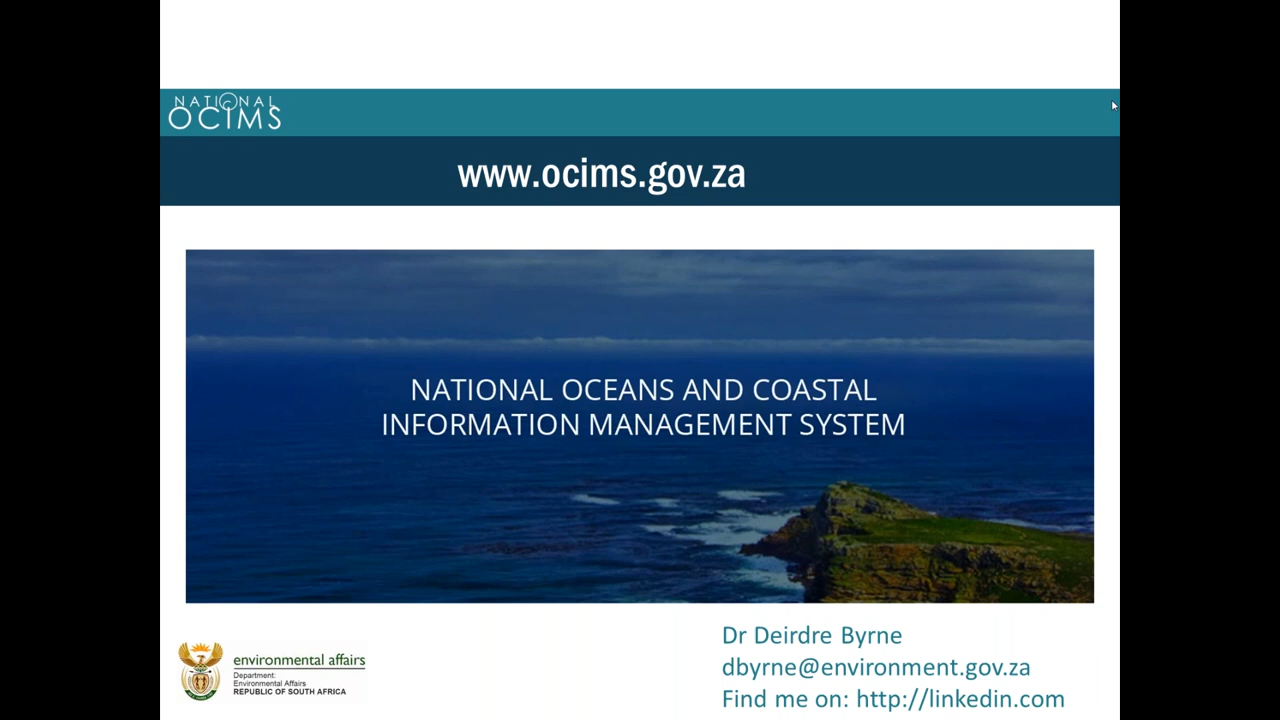 NATIONAL
OCIMS
www.ocims.gov.za
NATIONAL OCEANS AND COASTAL
INFORMATION MANAGEMENT SYSTEM
environmental affairs
Department:
Environmental Affairs
REPUBLIC OF SOUTH AFRICA
Dr Deirdre Byrne
dbyrne@environment.gov.za
Find me on: http://linkedin.com